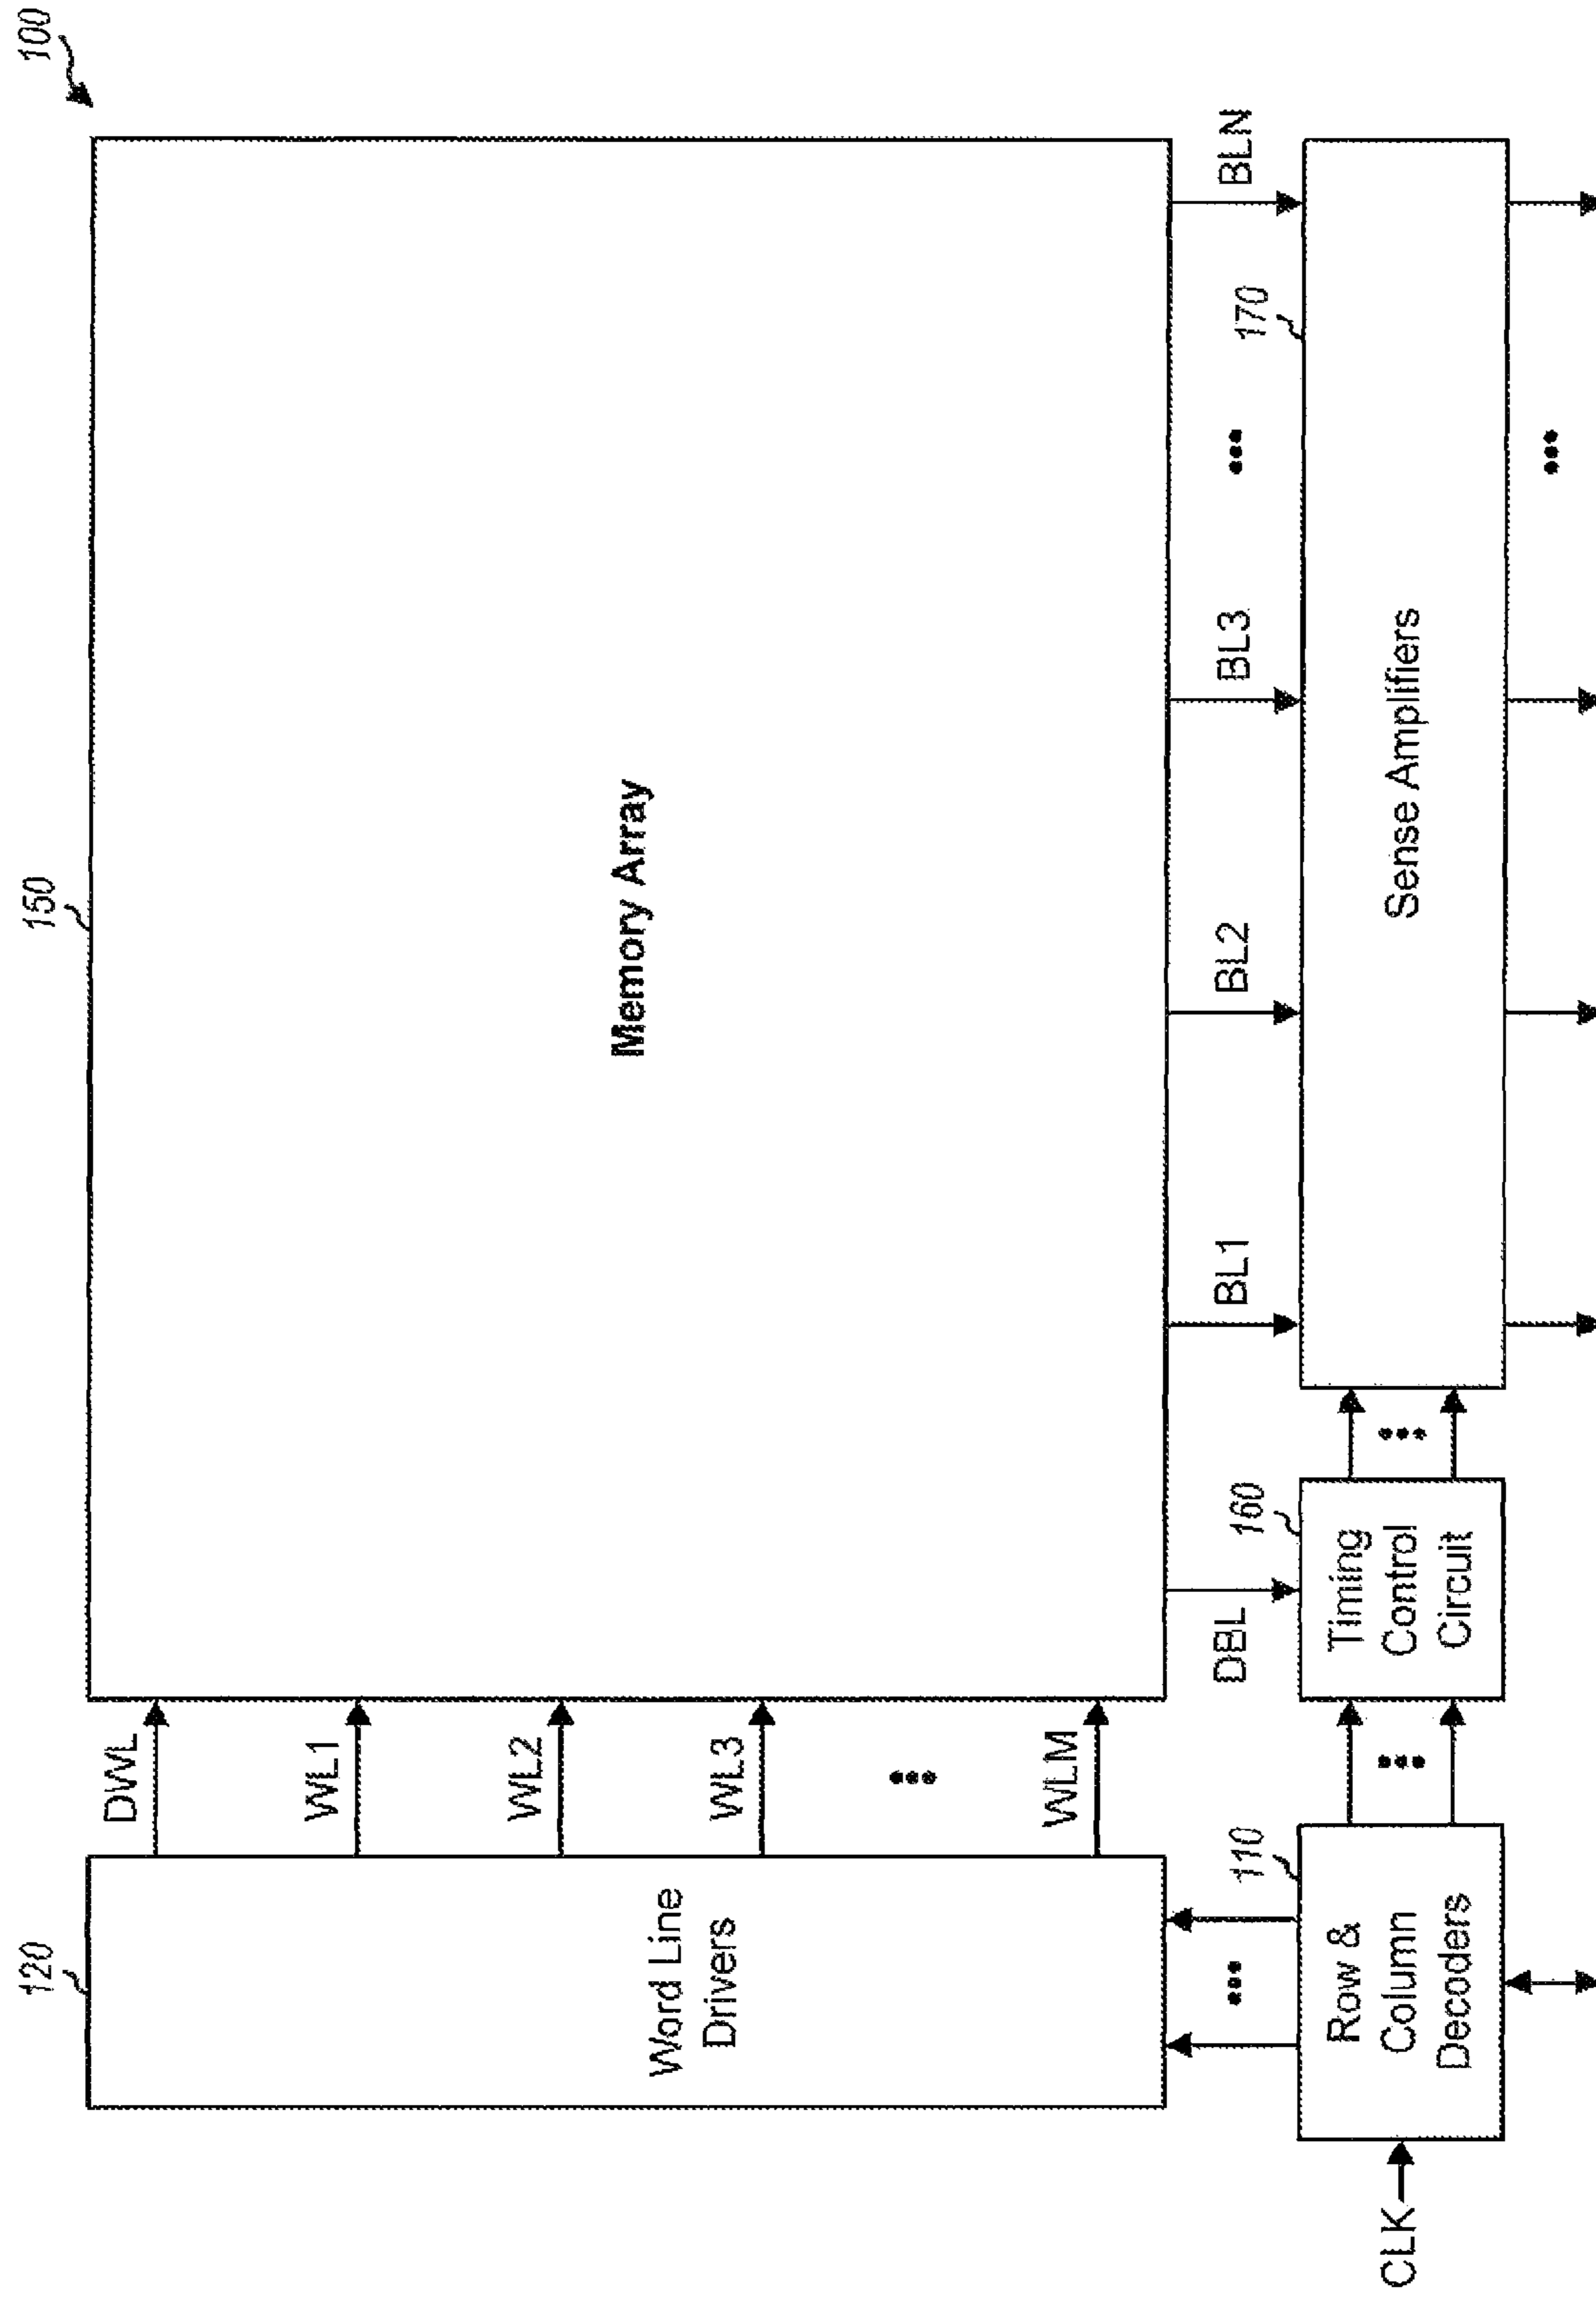 100
120
150
Word Line
Drivers
DWL
WL1
WL2
WL3
•••
WLM
Memory Array
•••
110
DBL
160
BL1
BL2
BL3
•••
BLN
170
CLK
Row &
Column
Decoders
•••
Timing
Control
Circuit
•••
Sense Amplifiers
•••